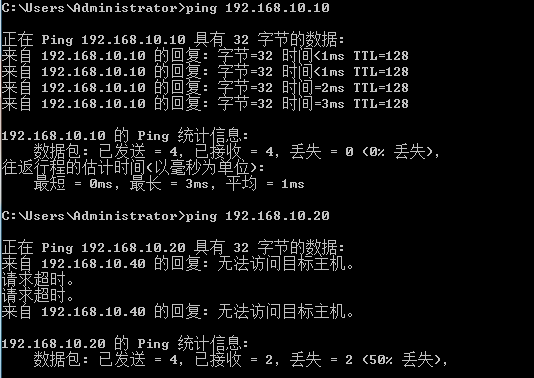 C:\Users\Administrator>ping 192.168.10.10
正在 Ping 192.168.10.10 具有 32 字节的数据:
来自 192.168.10.10 的回复: 字节=32 时间<1ms TTL=128
来自 192.168.10.10 的回复: 字节=32 时间<1ms TTL=128
来自 192.168.10.10 的回复: 字节=32 时间=2ms TTL=128
来自 192.168.10.10 的回复: 字节=32 时间=3ms TTL=128
192.168.10.10 的 Ping 统计信息:
数据包: 已发送 = 4, 已接收 = 4, 丢失 = 0 (0% 丢失),
往返行程的估计时间(以毫秒为单位):
最短 = 0ms, 最长 = 3ms, 平均 = 1ms
C:\Users\Administrator>ping 192.168.10.20
正在 Ping 192.168.10.20 具有 32 字节的数据:
来自 192.168.10.40 的回复: 无法访问目标主机。
请求超时。
请求超时。
来自 192.168.10.40 的回复: 无法访问目标主机。
192.168.10.20 的 Ping 统计信息:
数据包: 已发送 = 4, 已接收 = 2, 丢失 = 2 (50% 丢失),